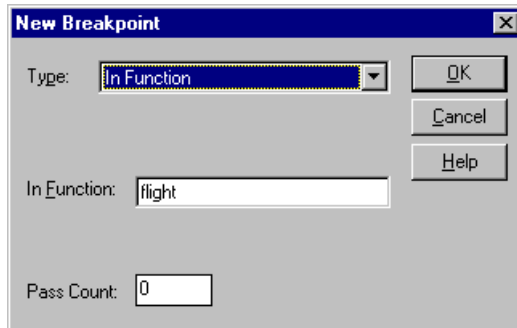 New Breakpoint
Type: In Function
OK
Cancel
Help
In Function: flight
Pass Count: 0